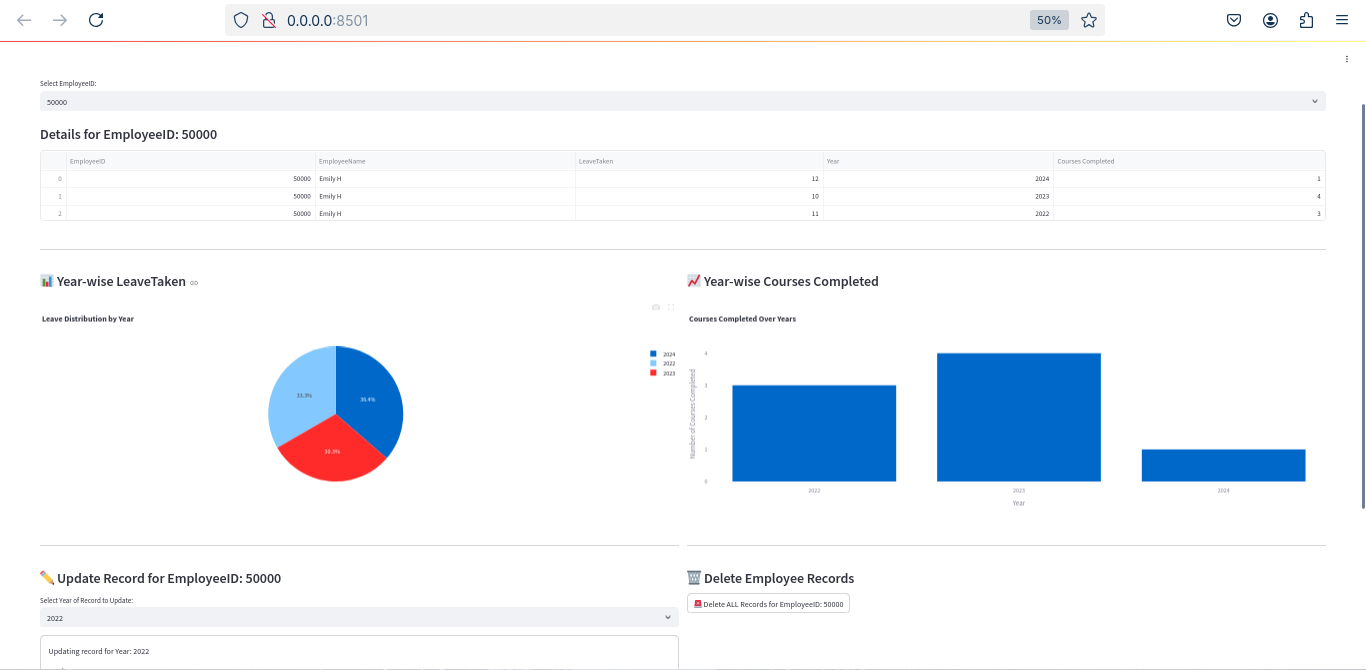 0.0.0.0:8501
50%
Select EmployeeID:
50000
Details for EmployeeID: 50000
EmployeeID EmployeeName LeaveTaken Year Courses Completed
0 50000 Emily H 12 2024 1
1 50000 Emily H 10 2023 4
2 50000 Emily H 11 2022 3
Year-wise LeaveTaken
Leave Distribution by Year
33.3%
36.4%
30.3%
2024
2022
2023
Year-wise Courses Completed
Courses Completed Over Years
Number of Courses Completed
4
3
2
1
0
2022 2023 2024
Year
Update Record for EmployeeID: 50000
Select Year of Record to Update:
2022
Updating record for Year: 2022
Delete Employee Records
Delete ALL Records for EmployeeID: 50000